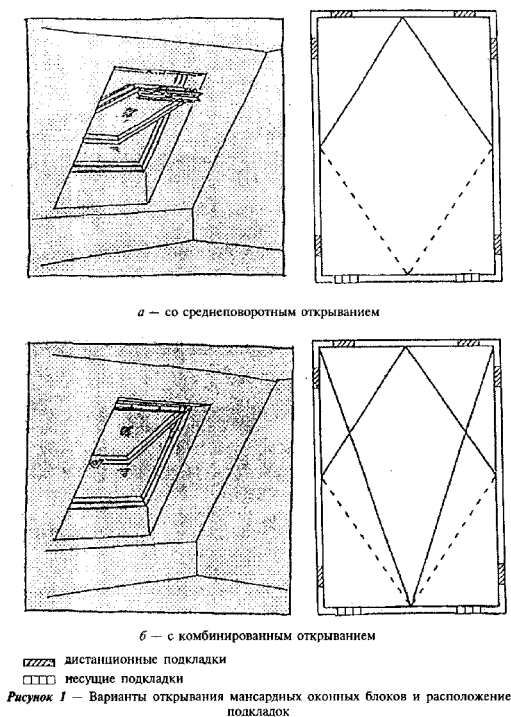 а — со среднеповоротным открыванием
б — с комбинированным открыванием
дистанционные подкладки
несущие подкладки
Рисунок 1 — Варианты открывания мансардных оконных блоков и расположение
подкладок